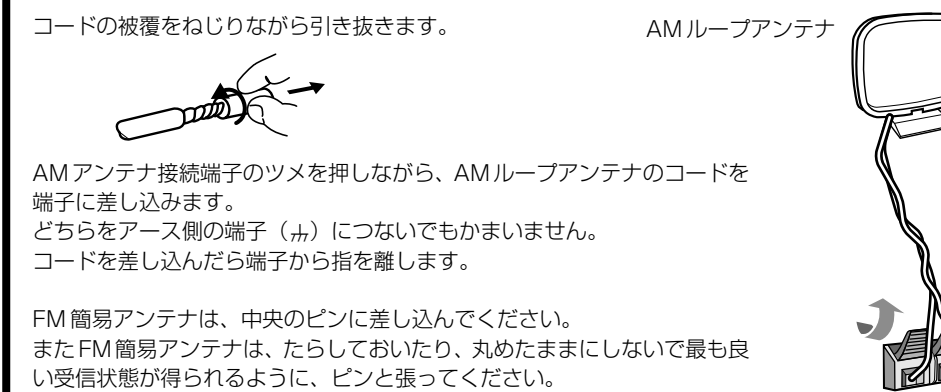 コードの被覆をねじりながら引き抜きます。
AMループアンテナ
AMアンテナ接続端子のツメを押しながら、AMループアンテナのコードを
端子に差し込みます。
どちらをアース側の端子（⏚）につないでもかまいません。
コードを差し込んだら端子から指を離します。
FM簡易アンテナは、中央のピンに差し込んでください。
またFM簡易アンテナは、たらしておいたり、丸めたままにしないで最も良
い受信状態が得られるように、ピンと張ってください。